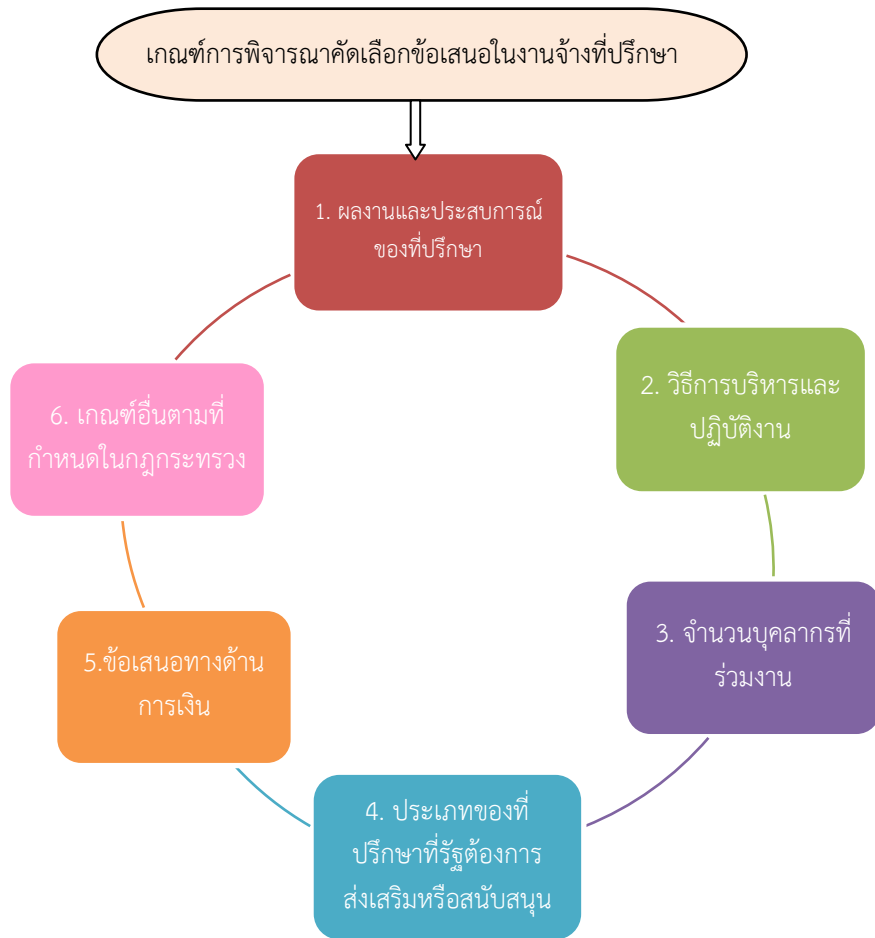 เกณฑ์การพิจารณาคัดเลือกข้อเสนอในงานจ้างที่ปรึกษา
1. ผลงานและประสบการณ์
ของที่ปรึกษา
2. วิธีการบริหารและ
ปฏิบัติงาน
3. จำนวนบุคลากรที่
ร่วมงาน
4. ประเภทของที่
ปรึกษาที่รัฐต้องการ
ส่งเสริมหรือสนับสนุน
5.ข้อเสนอทางด้าน
การเงิน
6. เกณฑ์อื่นตามที่
กำหนดในกฎกระทรวง